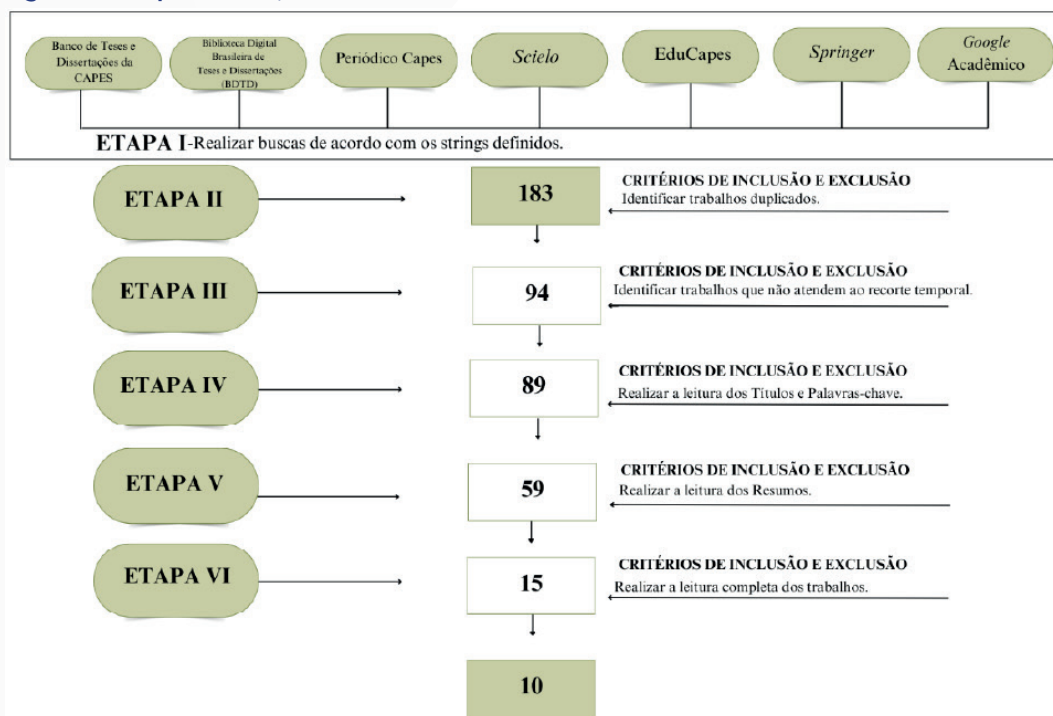 Banco de Teses e
Dissertações da
CAPES
Biblioteca Digital
Brasileira de
Teses e Dissertações
(BDTD)
Periódico Capes
Scielo
EduCapes
Springer
Google
Acadêmico
ETAPA I-Realizar buscas de acordo com os strings definidos.
ETAPA II
183
CRITÉRIOS DE INCLUSÃO E EXCLUSÃO
Identificar trabalhos duplicados.
ETAPA III
94
CRITÉRIOS DE INCLUSÃO E EXCLUSÃO
Identificar trabalhos que não atendem ao recorte temporal.
ETAPA IV
89
CRITÉRIOS DE INCLUSÃO E EXCLUSÃO
Realizar a leitura dos Títulos e Palavras-chave.
ETAPA V
59
CRITÉRIOS DE INCLUSÃO E EXCLUSÃO
Realizar a leitura dos Resumos.
ETAPA VI
15
CRITÉRIOS DE INCLUSÃO E EXCLUSÃO
Realizar a leitura completa dos trabalhos.
10